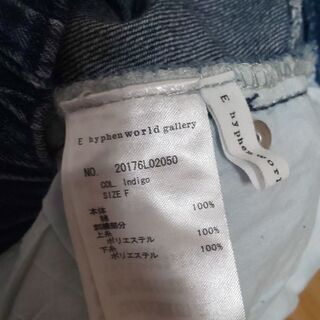 E hyphen world gallery
NO. 20176L02050
COL Indigo
SIZE F
本体
綿 100%
刺繍部分
上糸 100%
ポリエステル
下糸 100%
ポリエステル
E hyphen wor